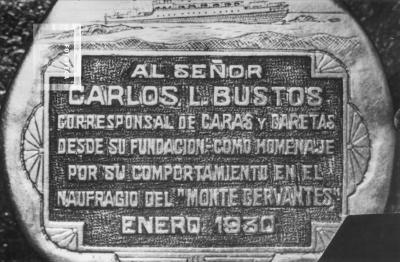 AL SEÑOR
CARLOS L. BUSTOS
CORRESPONSAL DE CARAS y CARETAS
DESDE SU FUNDACION-COMO HOMENAJE
POR SU COMPORTAMIENTO EN EL
NAUFRAGIO DEL "MONTE CERVANTES"
ENERO 1930